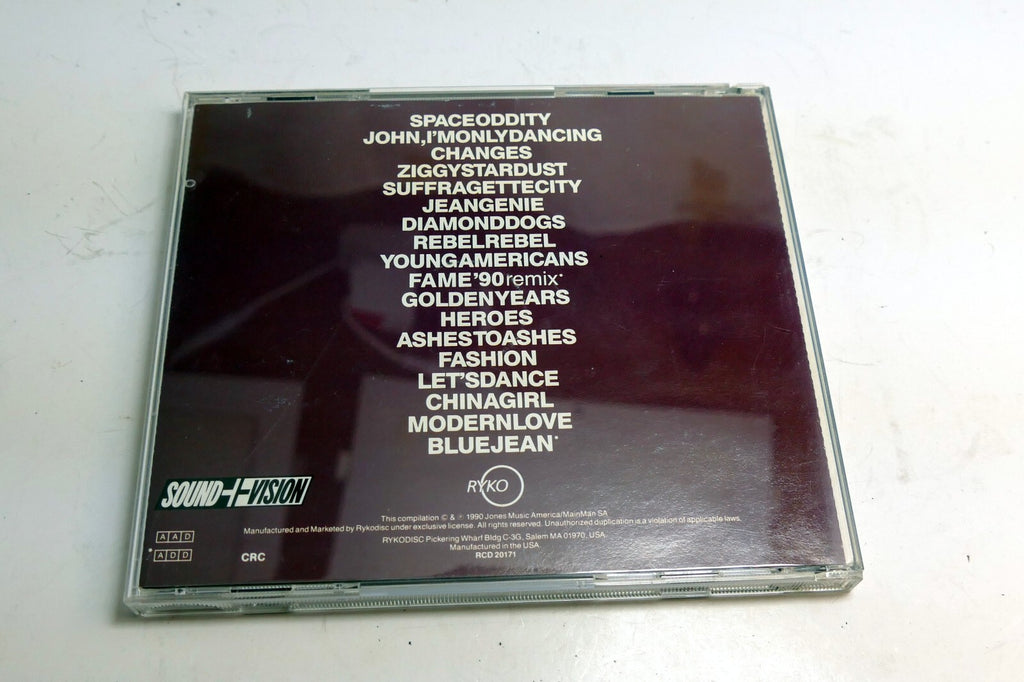 SPACEODDITY
JOHN,I'MONLYDANCING
CHANGES
ZIGGYSTARDUST
SUFFRAGETTECITY
JEANGENIE
DIAMONDDOGS
REBELREBEL
YOUNGAMERICANS
FAME'90remix*
GOLDENYEARS
HEROES
ASHESTOASHES
FASHION
LET'SDANCE
CHINAGIRL
MODERNLOVE
BLUEJEAN*
SOUND+VISION
RYKO
This compilation © & ℗ 1990 Jones Music America/MainMan SA
Manufactured and Marketed by Rykodisc under exclusive license. All rights reserved. Unauthorized duplication is a violation of applicable laws.
RYKODISC Pickering Wharf Bldg C-3G, Salem MA 01970, USA.
Manufactured in the USA
RCD 20171
AAD
*ADD
CRC